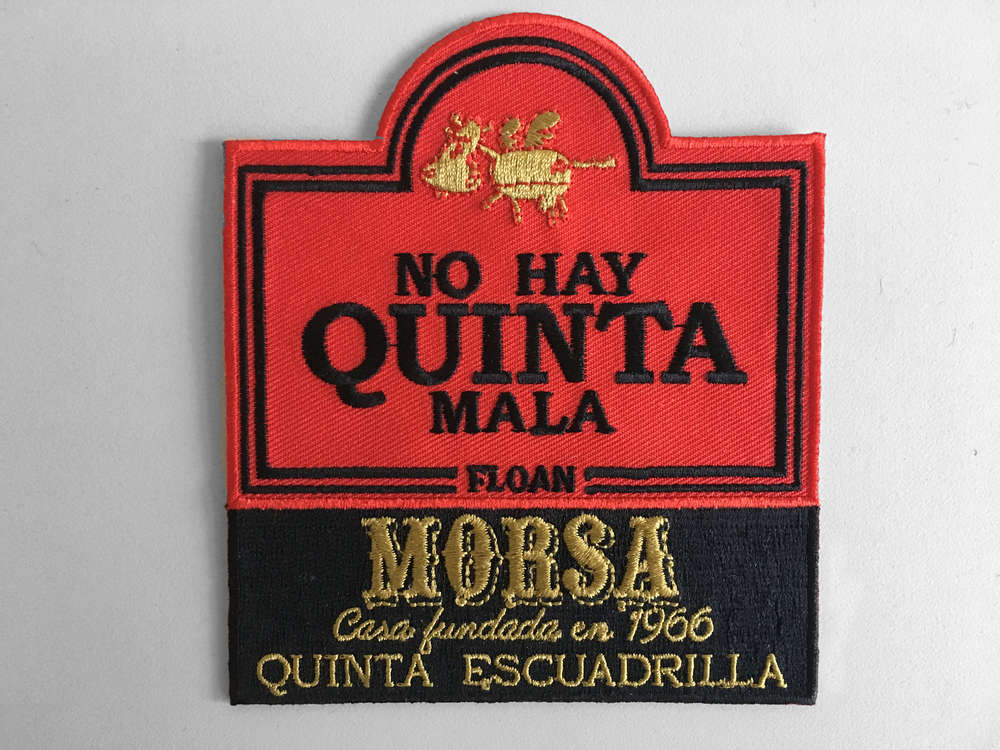 NO HAY
QUINTA
MALA
FLOAN
MORSA
Casa fundada en 1966
QUINTA ESCUADRILLA